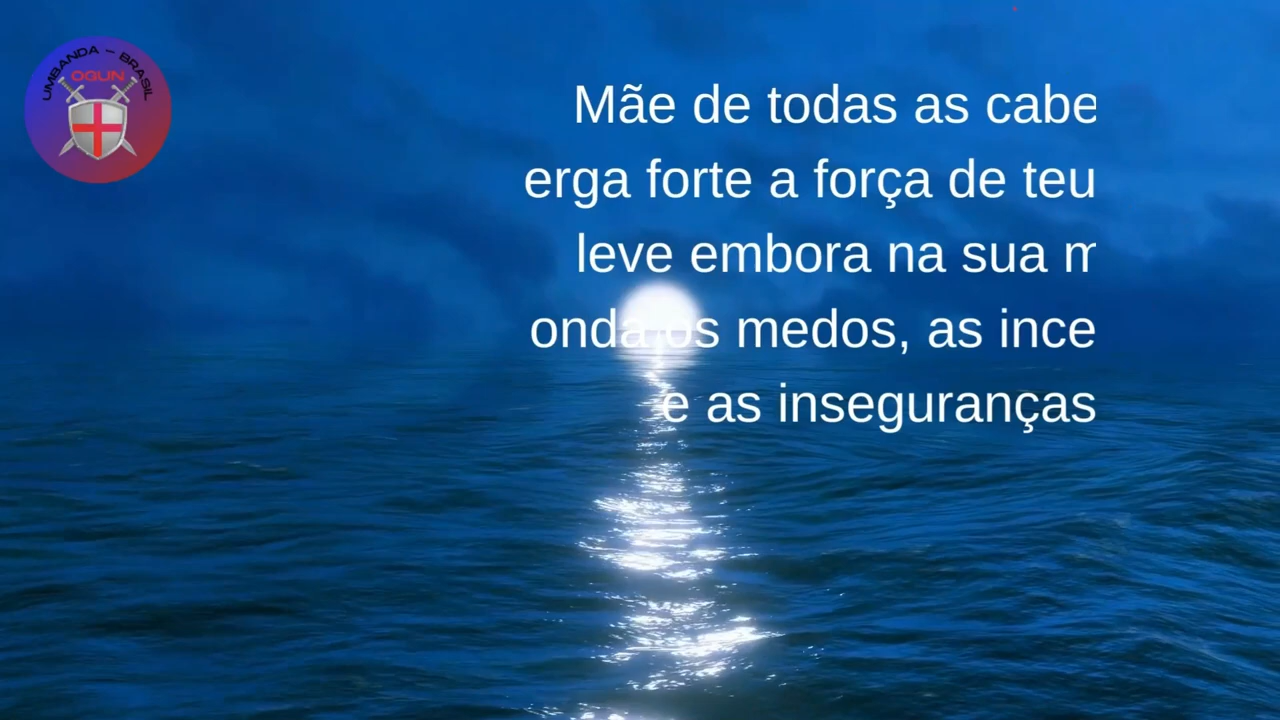 UMBANDA – BRASIL
OGUN
Mãe de todas as cabe
erga forte a força de teu
leve embora na sua m
onda os medos, as ince
e as inseguranças